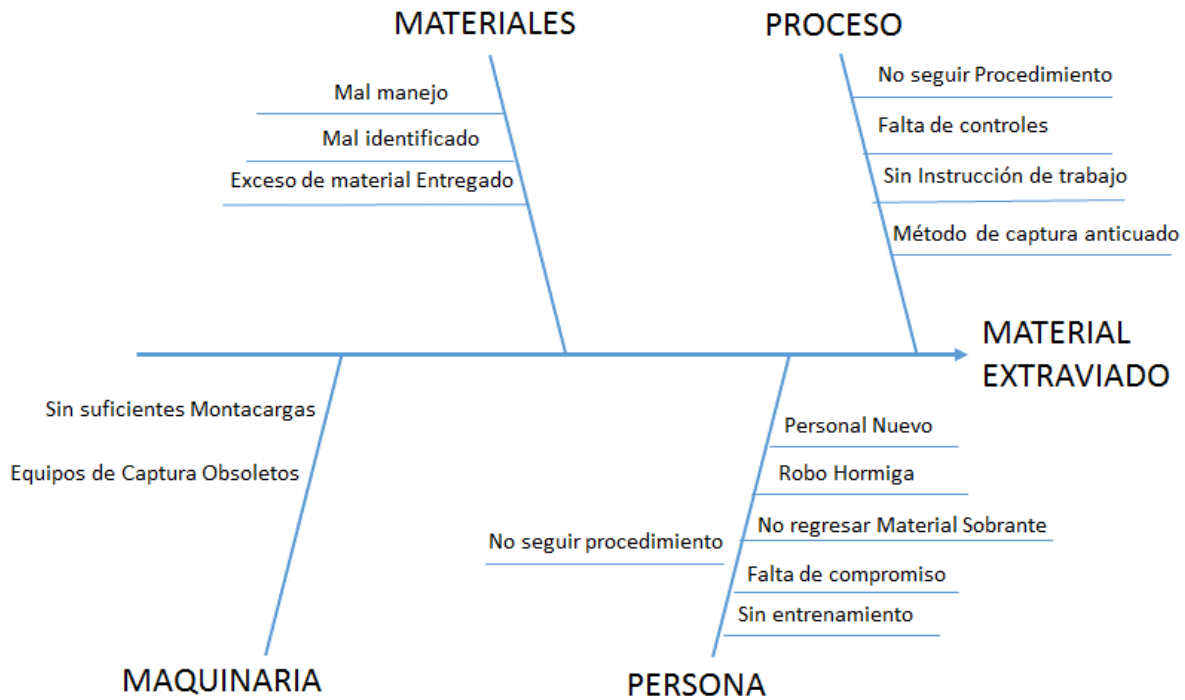 MATERIALES
Mal manejo
Mal identificado
Exceso de material Entregado
PROCESO
No seguir Procedimiento
Falta de controles
Sin Instrucción de trabajo
Método de captura anticuado
MATERIAL
EXTRAVIADO
Sin suficientes Montacargas
Equipos de Captura Obsoletos
MAQUINARIA
Personal Nuevo
Robo Hormiga
No regresar Material Sobrante
No seguir procedimiento
Falta de compromiso
Sin entrenamiento
PERSONA